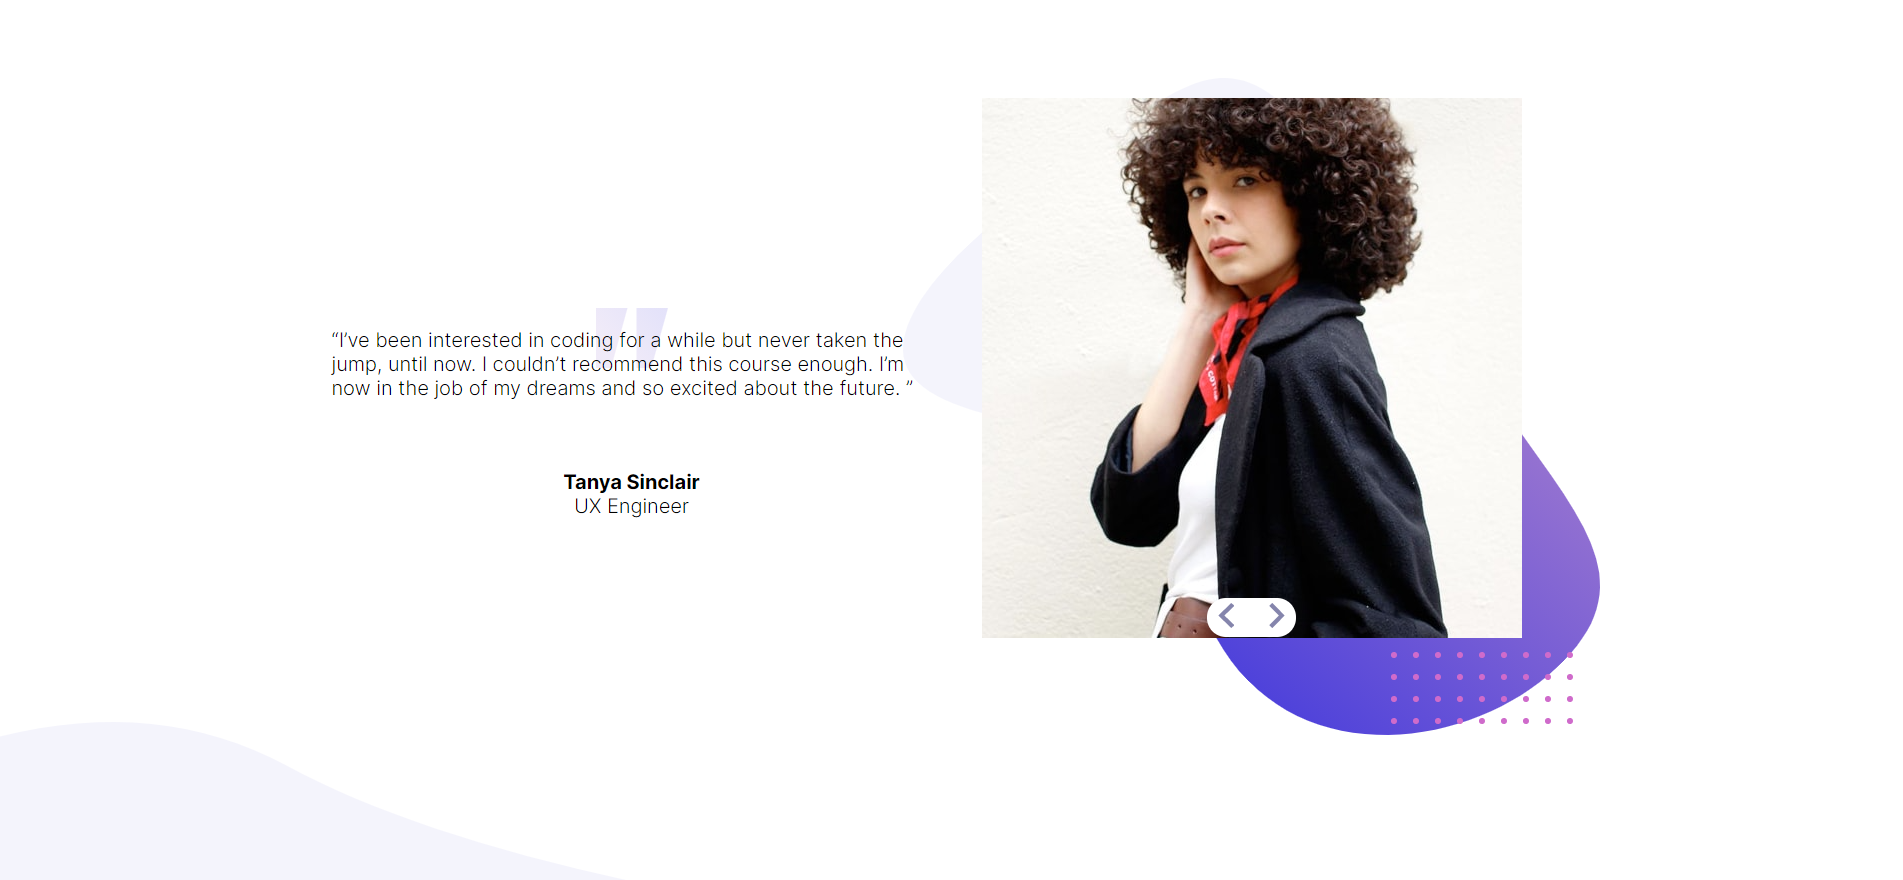 “I’ve been interested in coding for a while but never taken the
jump, until now. I couldn’t recommend this course enough. I’m
now in the job of my dreams and so excited about the future. ”
Tanya Sinclair
UX Engineer